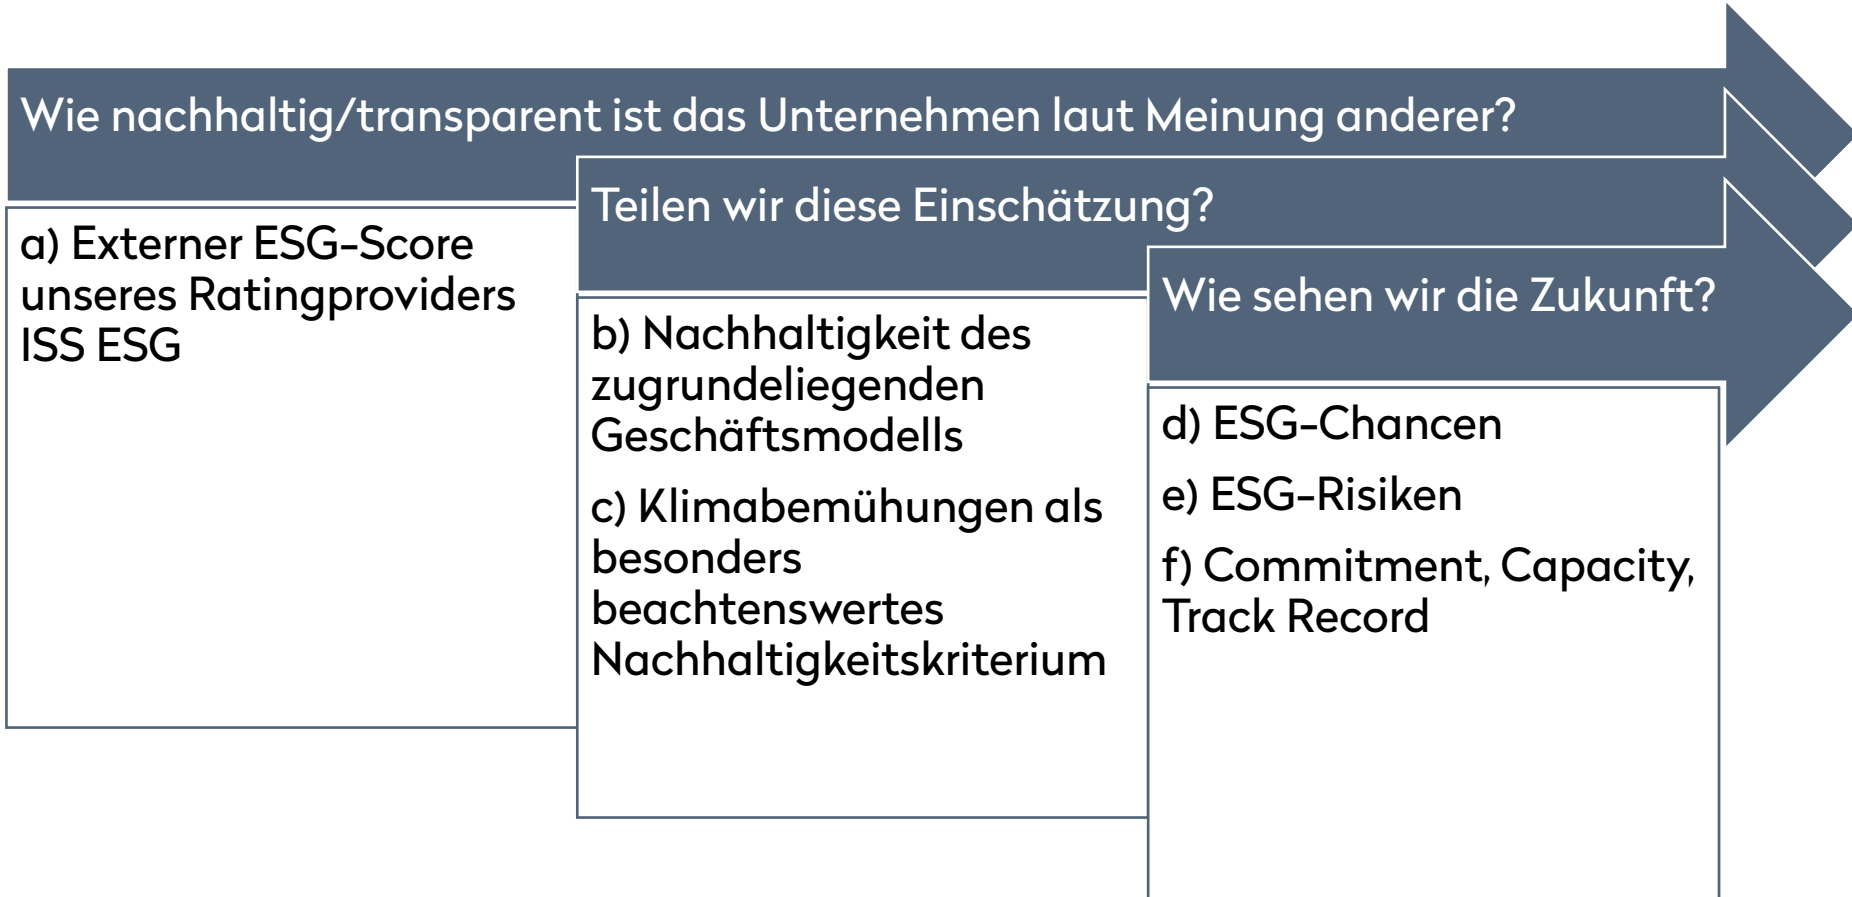 Wie nachhaltig/transparent ist das Unternehmen laut Meinung anderer?
a) Externer ESG-Score
unseres Ratingproviders
ISS ESG
Teilen wir diese Einschätzung?
b) Nachhaltigkeit des
zugrundeliegenden
Geschäftsmodells
c) Klimabemühungen als
besonders
beachtenswertes
Nachhaltigkeitskriterium
Wie sehen wir die Zukunft?
d) ESG-Chancen
e) ESG-Risiken
f) Commitment, Capacity,
Track Record